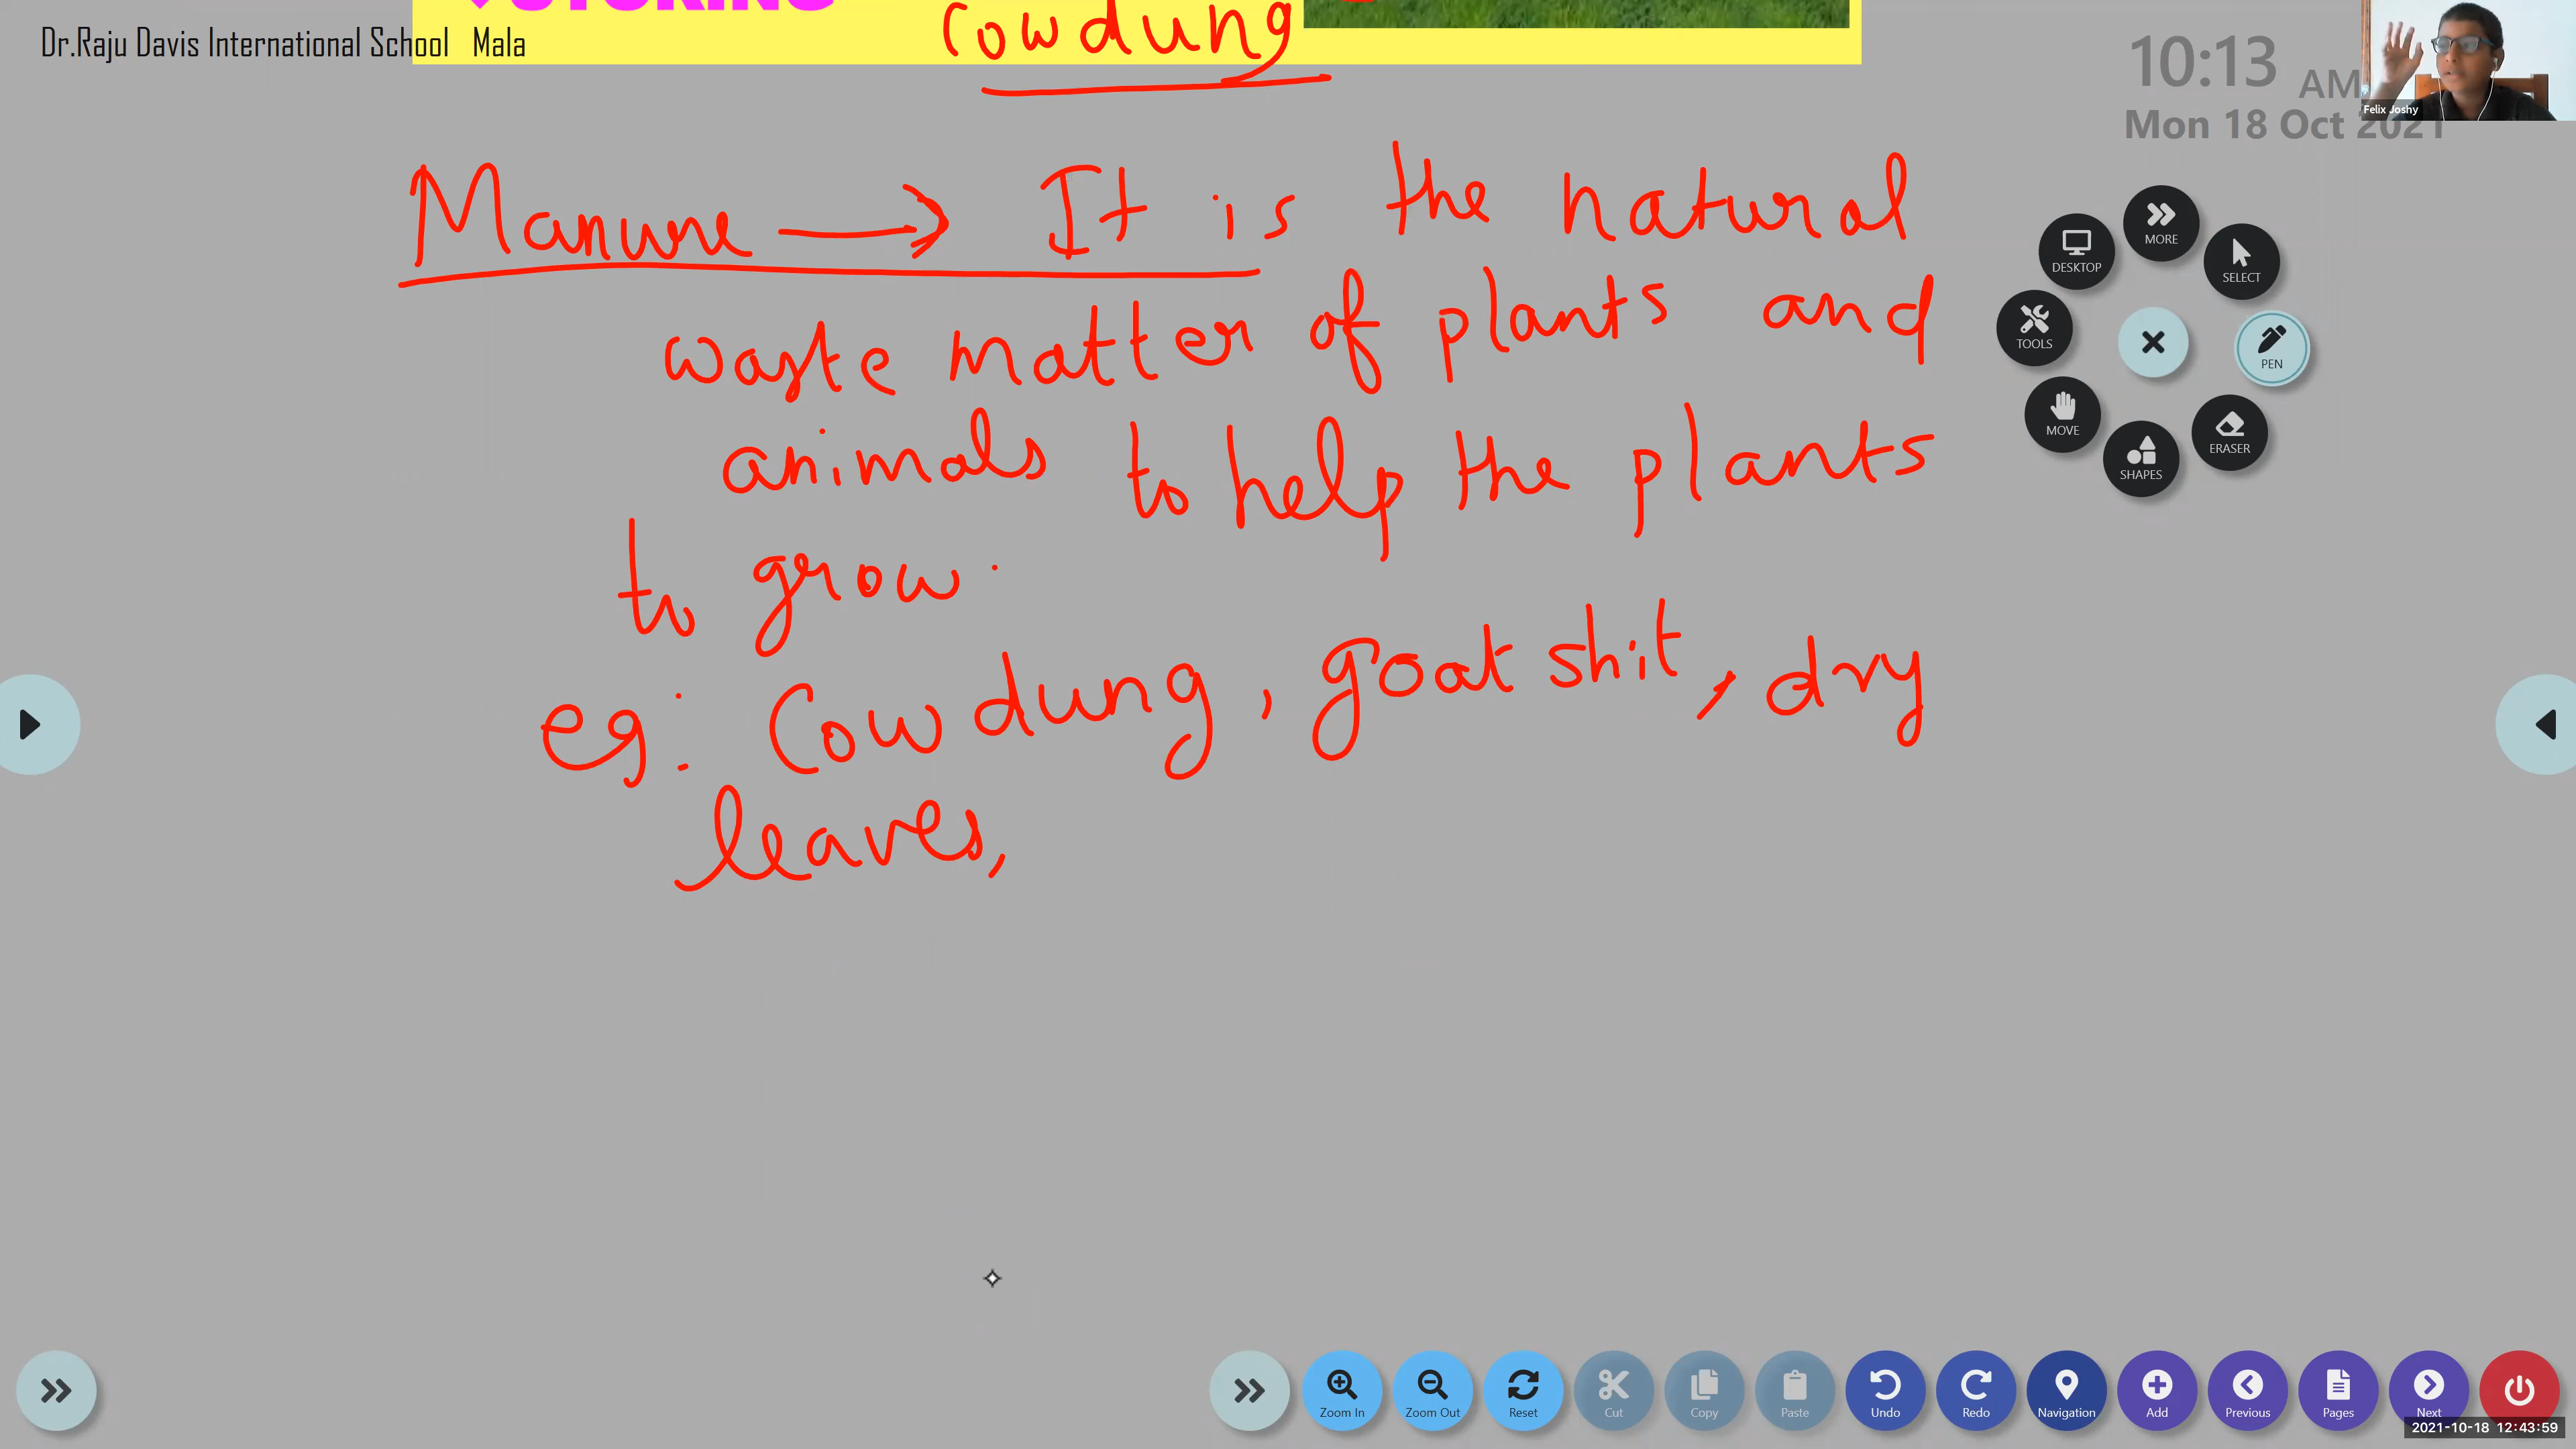 Dr.Raju Davis International School Mala
Cowdung
10:13 AM
Mon 18 Oct 2021
Felix Joshy
Manure → It is the natural
waste matter of plants and
animals to help the plants
to grow.
eg: Cowdung, goat shit, dry
leaves,
MORE
DESKTOP
SELECT
TOOLS
PEN
MOVE
ERASER
SHAPES
Zoom In
Zoom Out
Reset
Cut
Copy
Paste
Undo
Redo
Navigation
Add
Previous
Pages
Next
2021-10-18 12:43:59